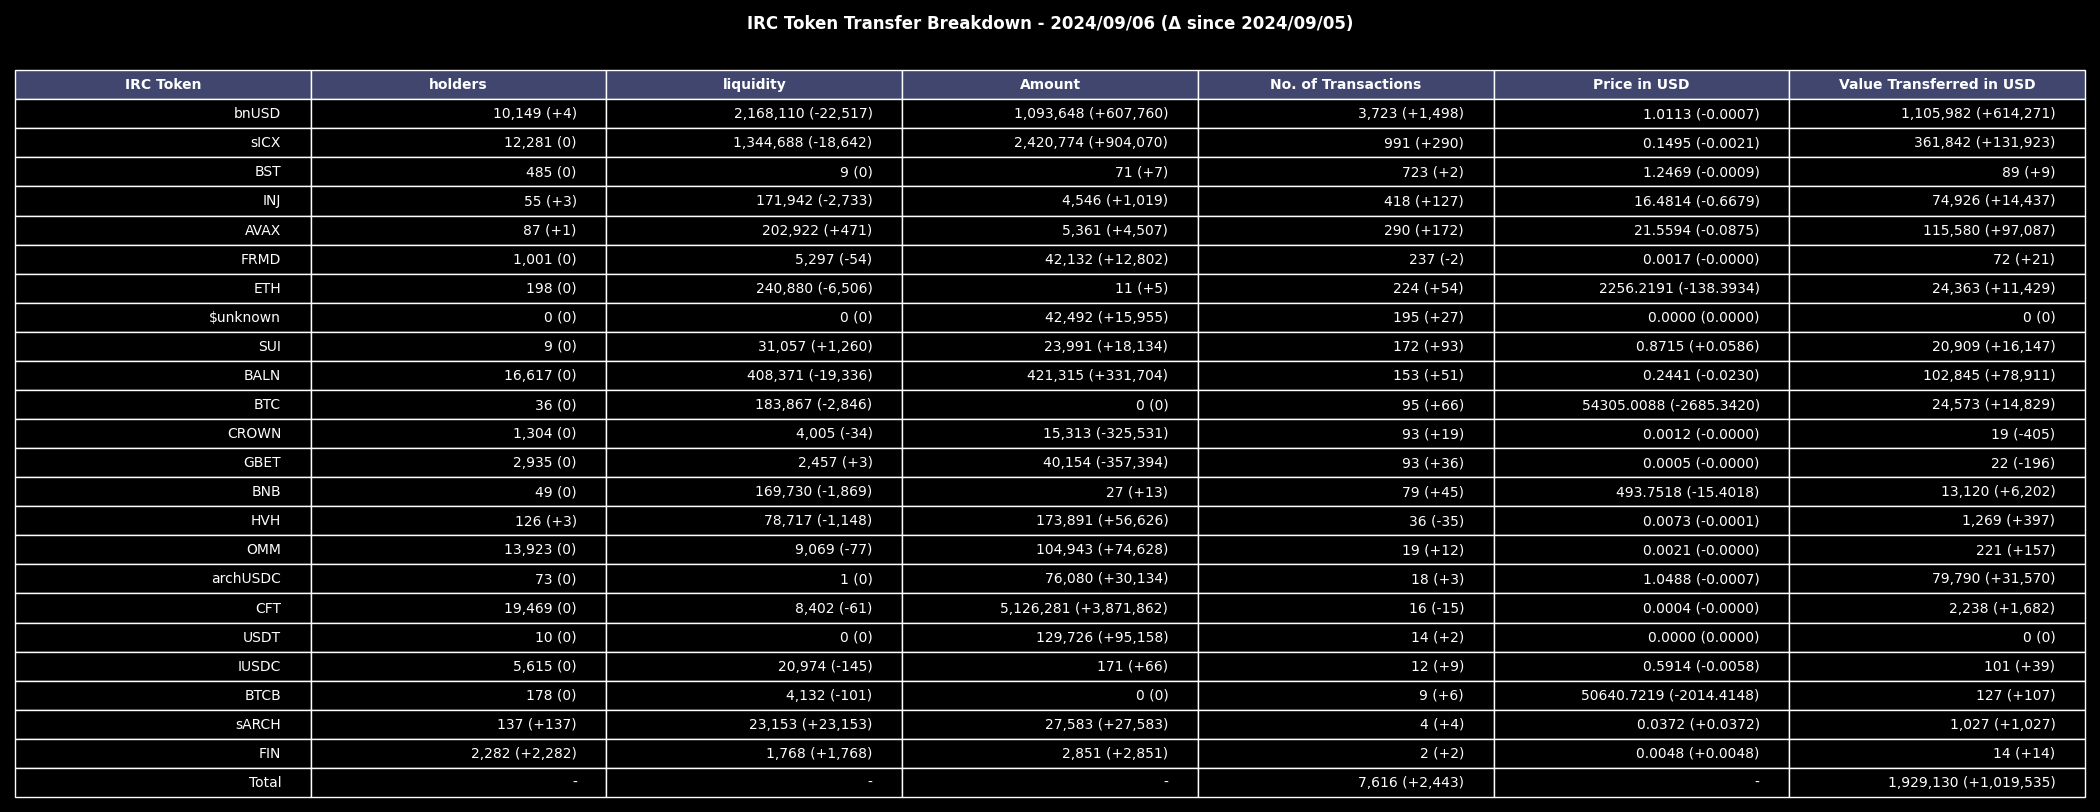 IRC Token Transfer Breakdown - 2024/09/06 (Δ since 2024/09/05)
IRC Token holders liquidity Amount No. of Transactions Price in USD Value Transferred in USD
bnUSD 10,149 (+4) 2,168,110 (-22,517) 1,093,648 (+607,760) 3,723 (+1,498) 1.0113 (-0.0007) 1,105,982 (+614,271)
sICX 12,281 (0) 1,344,688 (-18,642) 2,420,774 (+904,070) 991 (+290) 0.1495 (-0.0021) 361,842 (+131,923)
BST 485 (0) 9 (0) 71 (+7) 723 (+2) 1.2469 (-0.0009) 89 (+9)
INJ 55 (+3) 171,942 (-2,733) 4,546 (+1,019) 418 (+127) 16.4814 (-0.6679) 74,926 (+14,437)
AVAX 87 (+1) 202,922 (+471) 5,361 (+4,507) 290 (+172) 21.5594 (-0.0875) 115,580 (+97,087)
FRMD 1,001 (0) 5,297 (-54) 42,132 (+12,802) 237 (-2) 0.0017 (-0.0000) 72 (+21)
ETH 198 (0) 240,880 (-6,506) 11 (+5) 224 (+54) 2256.2191 (-138.3934) 24,363 (+11,429)
$unknown 0 (0) 0 (0) 42,492 (+15,955) 195 (+27) 0.0000 (0.0000) 0 (0)
SUI 9 (0) 31,057 (+1,260) 23,991 (+18,134) 172 (+93) 0.8715 (+0.0586) 20,909 (+16,147)
BALN 16,617 (0) 408,371 (-19,336) 421,315 (+331,704) 153 (+51) 0.2441 (-0.0230) 102,845 (+78,911)
BTC 36 (0) 183,867 (-2,846) 0 (0) 95 (+66) 54305.0088 (-2685.3420) 24,573 (+14,829)
CROWN 1,304 (0) 4,005 (-34) 15,313 (-325,531) 93 (+19) 0.0012 (-0.0000) 19 (-405)
GBET 2,935 (0) 2,457 (+3) 40,154 (-357,394) 93 (+36) 0.0005 (-0.0000) 22 (-196)
BNB 49 (0) 169,730 (-1,869) 27 (+13) 79 (+45) 493.7518 (-15.4018) 13,120 (+6,202)
HVH 126 (+3) 78,717 (-1,148) 173,891 (+56,626) 36 (-35) 0.0073 (-0.0001) 1,269 (+397)
OMM 13,923 (0) 9,069 (-77) 104,943 (+74,628) 19 (+12) 0.0021 (-0.0000) 221 (+157)
archUSDC 73 (0) 1 (0) 76,080 (+30,134) 18 (+3) 1.0488 (-0.0007) 79,790 (+31,570)
CFT 19,469 (0) 8,402 (-61) 5,126,281 (+3,871,862) 16 (-15) 0.0004 (-0.0000) 2,238 (+1,682)
USDT 10 (0) 0 (0) 129,726 (+95,158) 14 (+2) 0.0000 (0.0000) 0 (0)
IUSDC 5,615 (0) 20,974 (-145) 171 (+66) 12 (+9) 0.5914 (-0.0058) 101 (+39)
BTCB 178 (0) 4,132 (-101) 0 (0) 9 (+6) 50640.7219 (-2014.4148) 127 (+107)
sARCH 137 (+137) 23,153 (+23,153) 27,583 (+27,583) 4 (+4) 0.0372 (+0.0372) 1,027 (+1,027)
FIN 2,282 (+2,282) 1,768 (+1,768) 2,851 (+2,851) 2 (+2) 0.0048 (+0.0048) 14 (+14)
Total - - - 7,616 (+2,443) - 1,929,130 (+1,019,535)